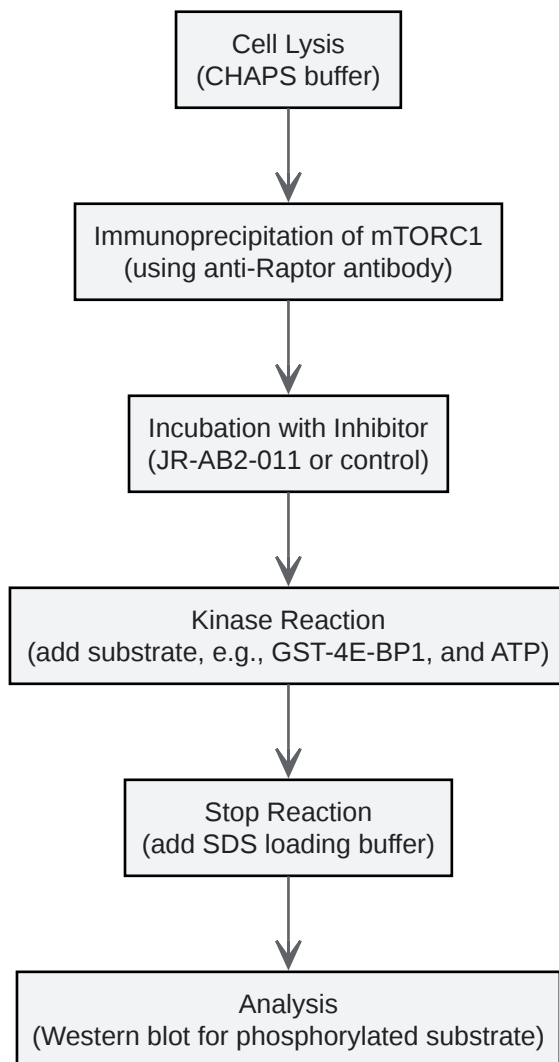 Cell Lysis
(CHAPS buffer)
Immunoprecipitation of mTORC1
(using anti-Raptor antibody)
Incubation with Inhibitor
(JR-AB2-011 or control)
Kinase Reaction
(add substrate, e.g., GST-4E-BP1, and ATP)
Stop Reaction
(add SDS loading buffer)
Analysis
(Western blot for phosphorylated substrate)